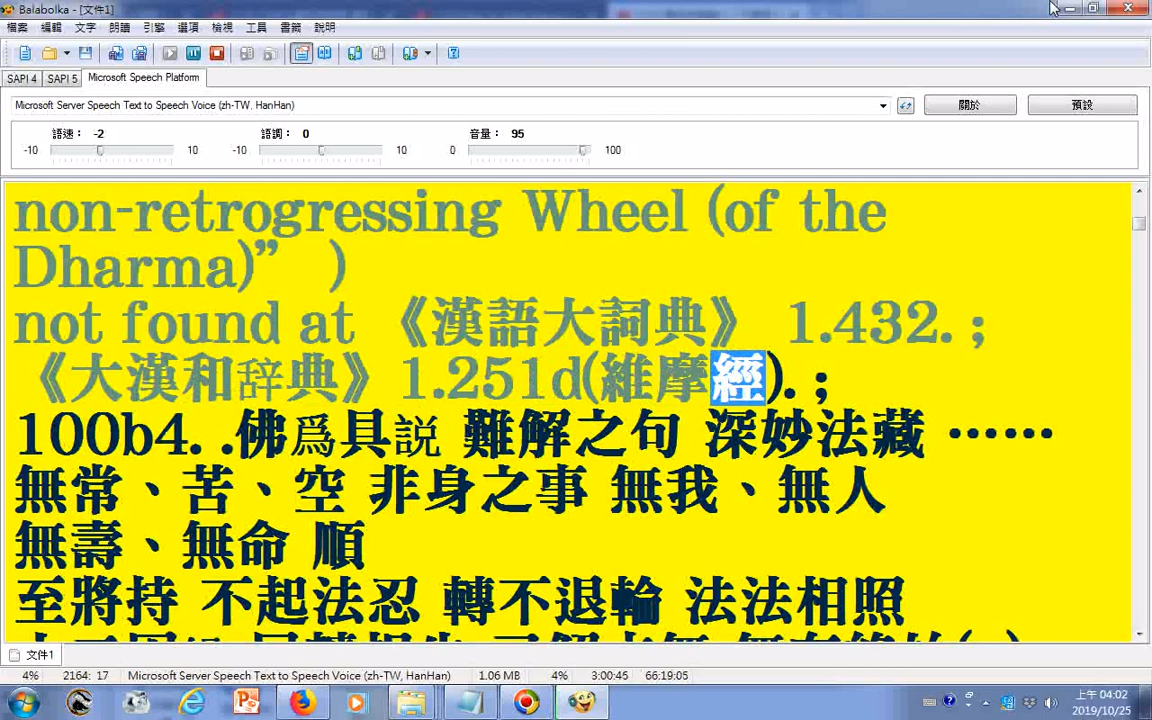 Balabolka - [文件1]
檔案 編輯 文字 朗讀 引擎 選項 檢視 工具 書籤 說明
SAPI 4 SAPI 5 Microsoft Speech Platform
Microsoft Server Speech Text to Speech Voice (zh-TW, HanHan) 關於 預設
語速： -2 語調： 0 音量： 95
-10 10 -10 10 0 100
non-retrogressing Wheel (of the
Dharma)” )
not found at 《漢語大詞典》 1.432. ;
《大漢和辞典》 1.251d(維摩經). ;
100b4. .佛爲具説 難解之句 深妙法藏 ⋯⋯
無常、苦、空 非身之事 無我、無人
無壽、無命 順
至將持 不起法忍 轉不退輪 法法相照
文件1
4% 2164: 17 Microsoft Server Speech Text to Speech Voice (zh-TW, HanHan) 1.06 MB 4% 3:00:45 66:19:05
上午 04:02
2019/10/25